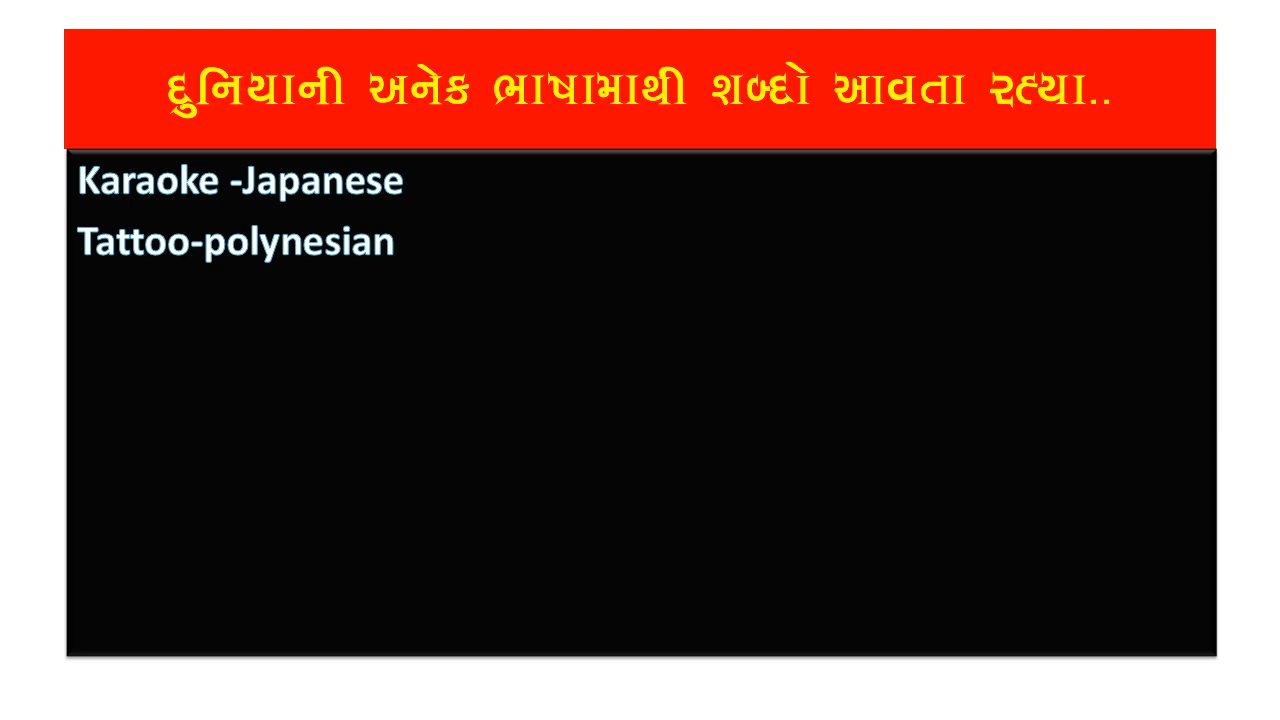 દુનિયાની અનેક ભાષામાથી શબ્દો આવતા રહ્યા..
Karaoke -Japanese
Tattoo-polynesian